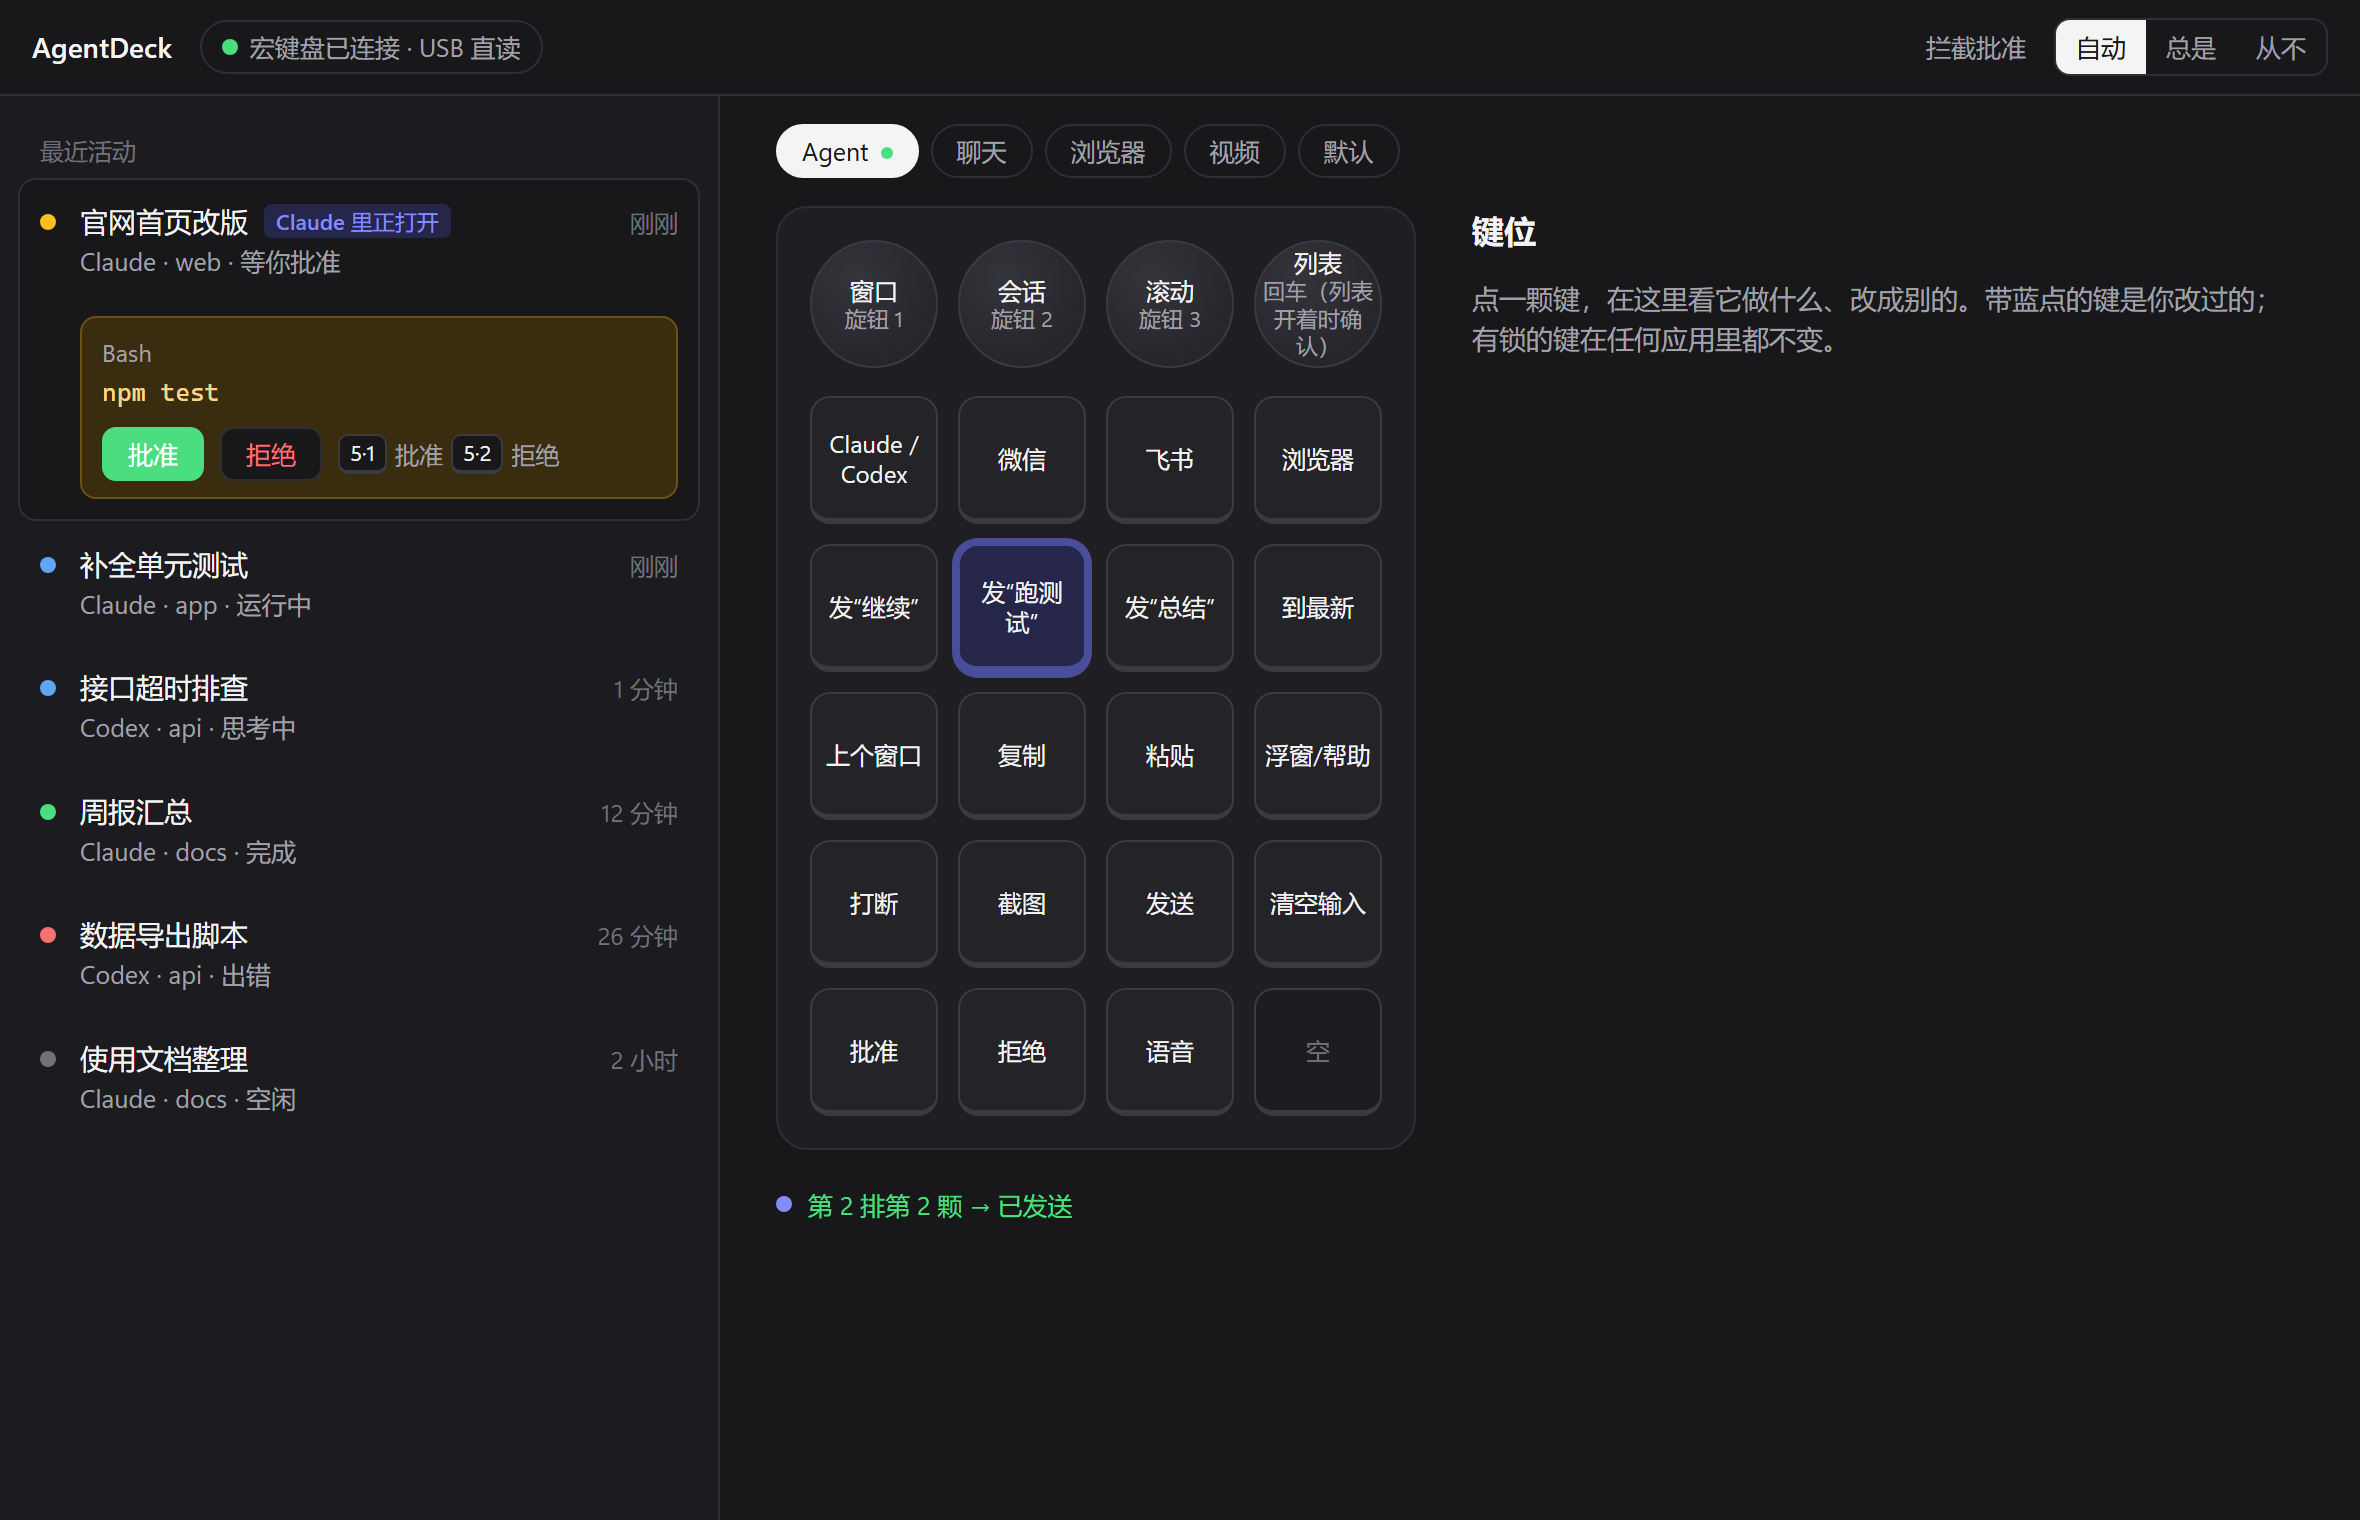 AgentDeck
宏键盘已连接 · USB 直读
拦截批准
自动
总是
从不
最近活动
官网首页改版
Claude 里正打开
刚刚
Claude · web · 等你批准
Bash
npm test
批准
拒绝
5·1 批准 5·2 拒绝
补全单元测试
刚刚
Claude · app · 运行中
接口超时排查
1 分钟
Codex · api · 思考中
周报汇总
12 分钟
Claude · docs · 完成
数据导出脚本
26 分钟
Codex · api · 出错
使用文档整理
2 小时
Claude · docs · 空闲
Agent
聊天
浏览器
视频
默认
窗口
旋钮 1
会话
旋钮 2
滚动
旋钮 3
列表
回车（列表
开着时确
认）
Claude /
Codex
微信
飞书
浏览器
发“继续”
发“跑测
试”
发“总结”
到最新
上个窗口
复制
粘贴
浮窗/帮助
打断
截图
发送
清空输入
批准
拒绝
语音
空
第 2 排第 2 颗 → 已发送
键位
点一颗键，在这里看它做什么、改成别的。带蓝点的键是你改过的；
有锁的键在任何应用里都不变。